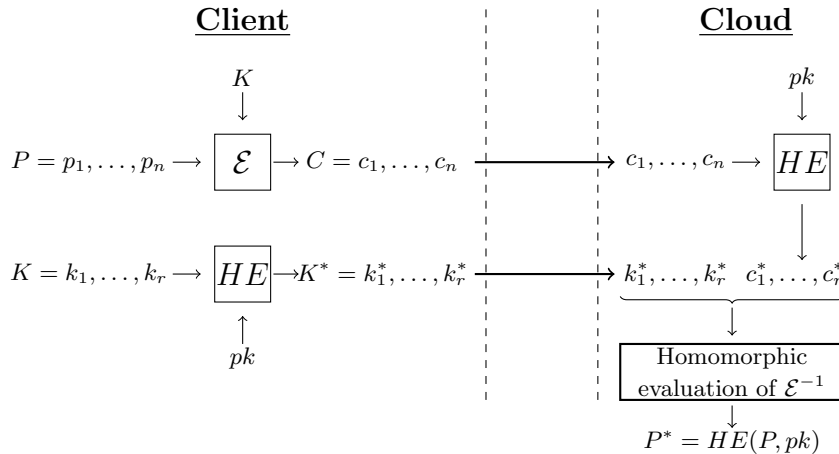 Client Cloud
K pk
P = p₁, . . . , pₙ ℰ C = c₁, . . . , cₙ c₁, . . . , cₙ HE
K = k₁, . . . , kᵣ HE K* = k₁*, . . . , kᵣ* k₁*, . . . , kᵣ* c₁*, . . . , cᵣ*
pk
Homomorphic
evaluation of ℰ⁻¹
P* = HE(P, pk)